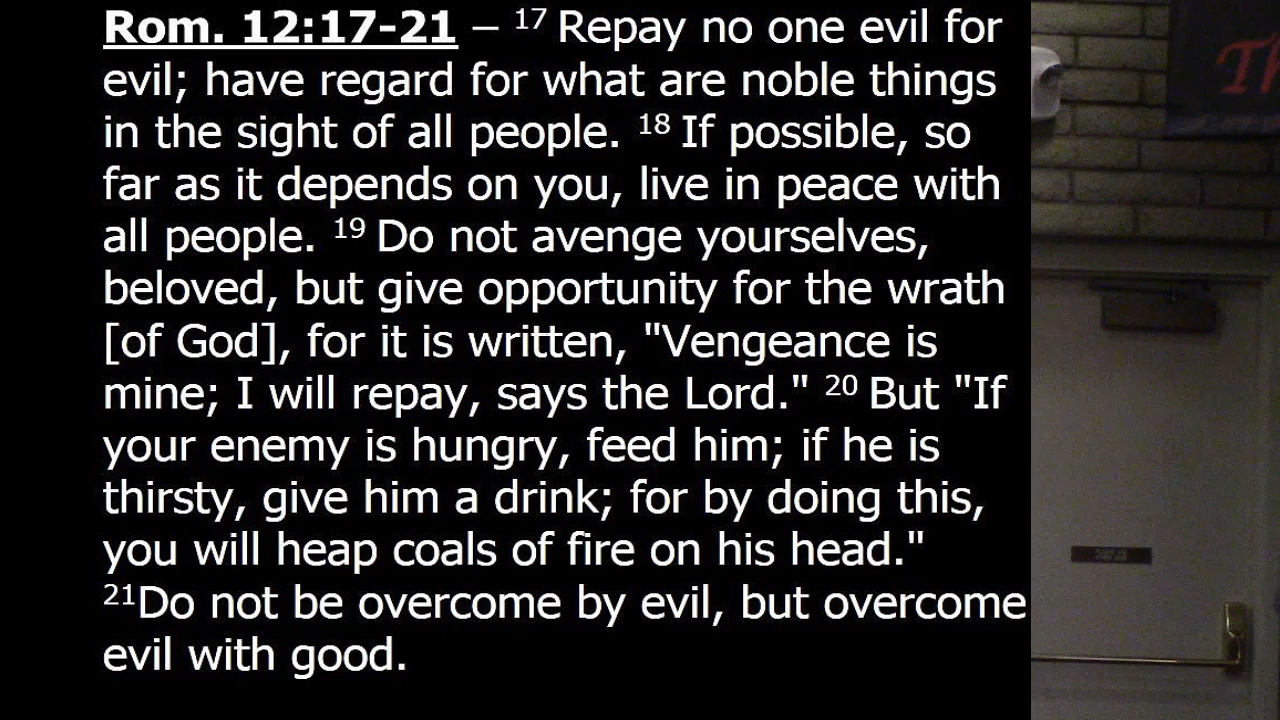 Rom. 12:17-21 – 17 Repay no one evil for
evil; have regard for what are noble things
in the sight of all people. 18 If possible, so
far as it depends on you, live in peace with
all people. 19 Do not avenge yourselves,
beloved, but give opportunity for the wrath
[of God], for it is written, "Vengeance is
mine; I will repay, says the Lord." 20 But "If
your enemy is hungry, feed him; if he is
thirsty, give him a drink; for by doing this,
you will heap coals of fire on his head."
21Do not be overcome by evil, but overcome
evil with good.
Th